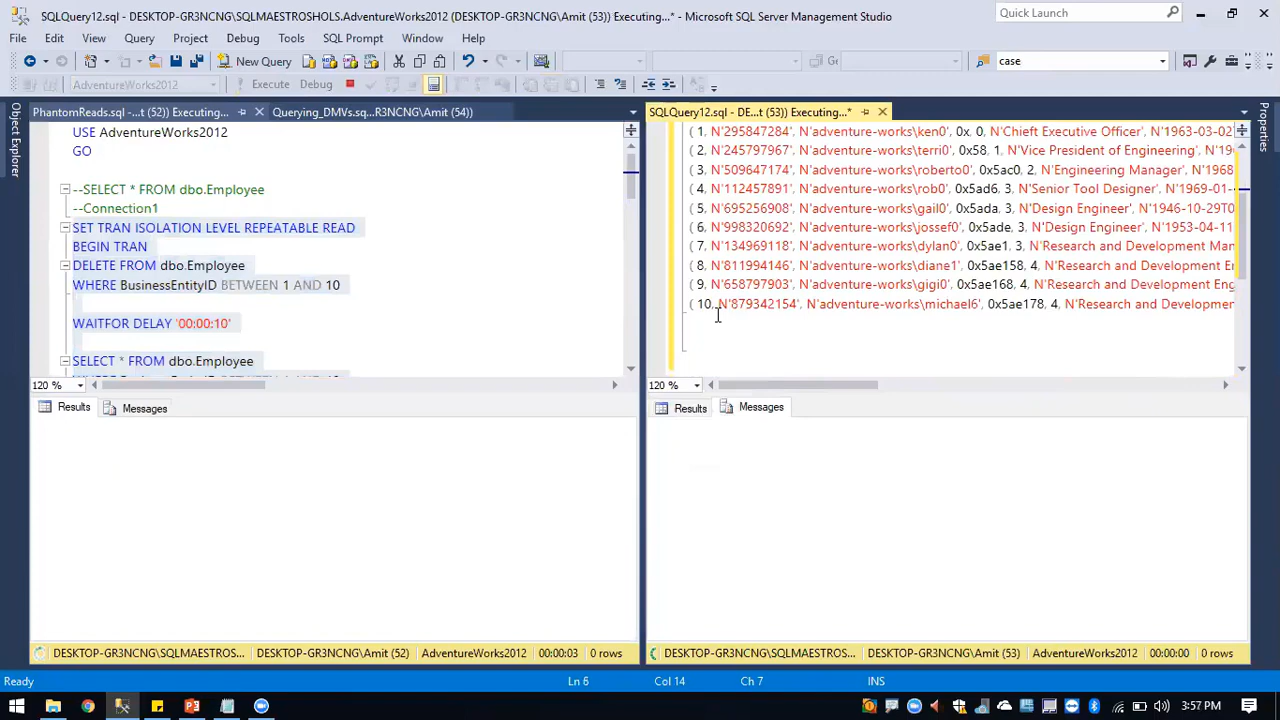 SQLQuery12.sql - DESKTOP-GR3NCNG\SQLMAESTROSHOLS.AdventureWorks2012 (DESKTOP-GR3NCNG\Amit (53)) Executing...* - Microsoft SQL Server Management Studio
Quick Launch
File Edit View Query Project Debug Tools SQL Prompt Window Help
New Query
case
AdventureWorks2012
Execute Debug
Object Explorer
PhantomReads.sql -...t (52)) Executing...
Querying_DMVs.sq...R3NCNG\Amit (54))
USE AdventureWorks2012
GO
--SELECT * FROM dbo.Employee
--Connection1
SET TRAN ISOLATION LEVEL REPEATABLE READ
BEGIN TRAN
DELETE FROM dbo.Employee
WHERE BusinessEntityID BETWEEN 1 AND 10
WAITFOR DELAY '00:00:10'
SELECT * FROM dbo.Employee
120 %
Results
Messages
DESKTOP-GR3NCNG\SQLMAESTROS...
DESKTOP-GR3NCNG\Amit (52)
AdventureWorks2012
00:00:03
0 rows
SQLQuery12.sql - DE...t (53)) Executing...*
( 1, N'295847284', N'adventure-works\ken0', 0x, 0, N'Chieft Executive Officer', N'1963-03-02
( 2, N'245797967', N'adventure-works\terri0', 0x58, 1, N'Vice President of Engineering', N'19
( 3, N'509647174', N'adventure-works\roberto0', 0x5ac0, 2, N'Engineering Manager', N'1968
( 4, N'112457891', N'adventure-works\rob0', 0x5ad6, 3, N'Senior Tool Designer', N'1969-01-
( 5, N'695256908', N'adventure-works\gail0', 0x5ada, 3, N'Design Engineer', N'1946-10-29T0
( 6, N'998320692', N'adventure-works\jossef0', 0x5ade, 3, N'Design Engineer', N'1953-04-11
( 7, N'134969118', N'adventure-works\dylan0', 0x5ae1, 3, N'Research and Development Man
( 8, N'811994146', N'adventure-works\diane1', 0x5ae158, 4, N'Research and Development E
( 9, N'658797903', N'adventure-works\gigi0', 0x5ae168, 4, N'Research and Development Eng
( 10, N'879342154', N'adventure-works\michael6', 0x5ae178, 4, N'Research and Developmen
120 %
Results
Messages
DESKTOP-GR3NCNG\SQLMAESTROS...
DESKTOP-GR3NCNG\Amit (53)
AdventureWorks2012
00:00:00
0 rows
Properties
Ready
Ln 6
Col 14
Ch 7
INS
3:57 PM